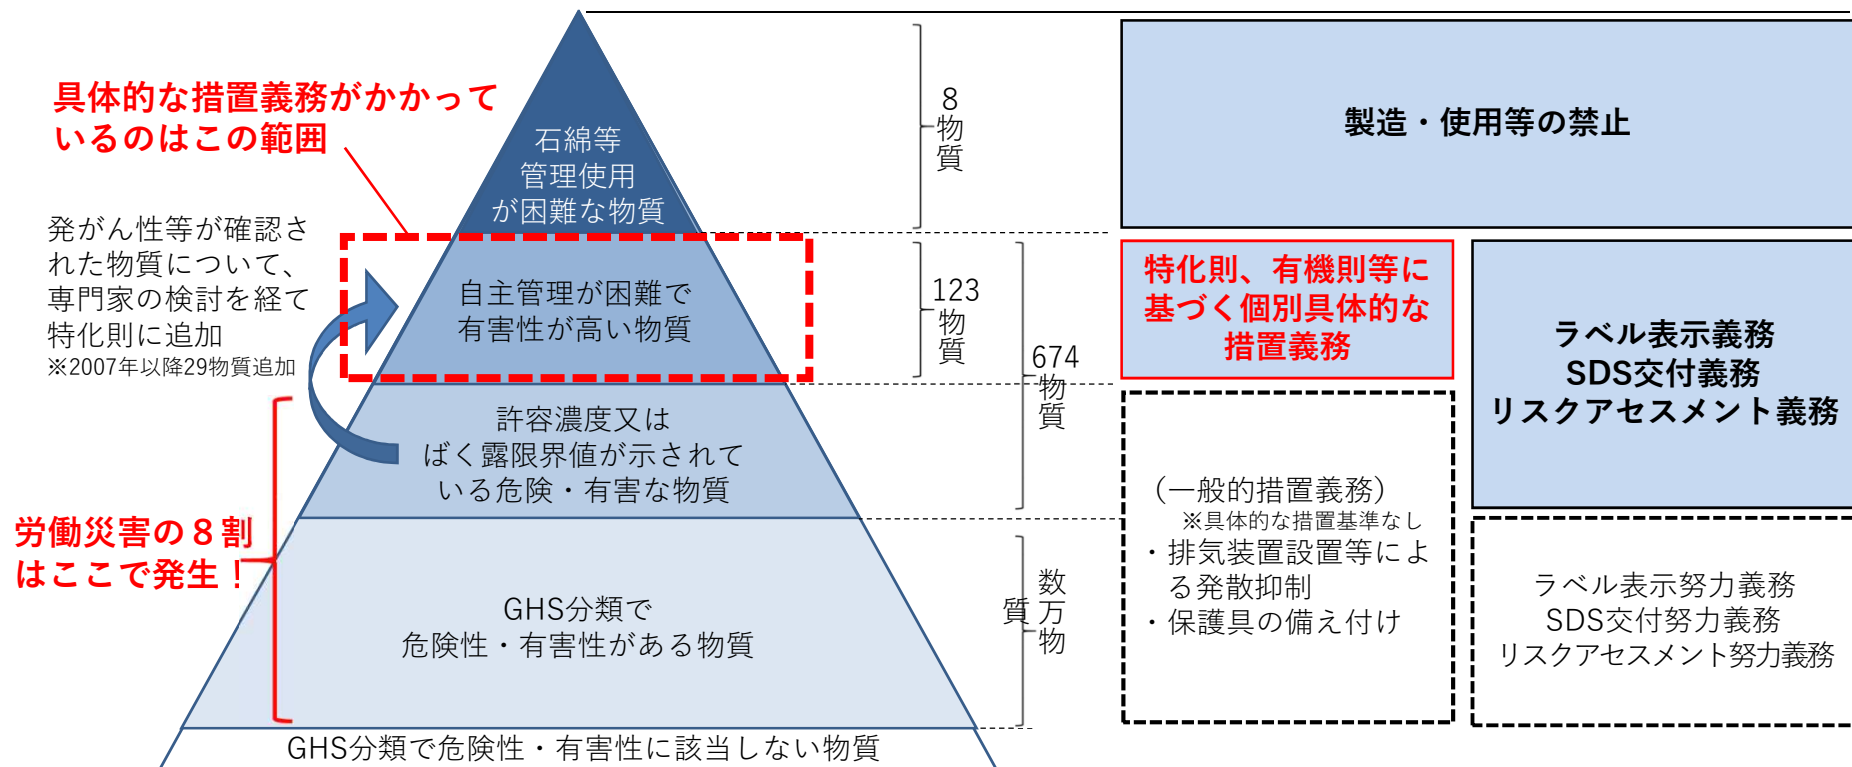 具体的な措置義務がかかって
いるのはこの範囲
発がん性等が確認さ
れた物質について、
専門家の検討を経て
特化則に追加
※2007年以降29物質追加
労働災害の８割
はここで発生！
石綿等
管理使用
が困難な物質
自主管理が困難で
有害性が高い物質
許容濃度又は
ばく露限界値が示されて
いる危険・有害な物質
GHS分類で
危険性・有害性がある物質
GHS分類で危険性・有害性に該当しない物質
8物質
123物質
674物質
数万物質
製造・使用等の禁止
特化則、有機則等に
基づく個別具体的な
措置義務
ラベル表示義務
SDS交付義務
リスクアセスメント義務
（一般的措置義務）
※具体的な措置基準なし
・排気装置設置等によ
る発散抑制
・保護具の備え付け
ラベル表示努力義務
SDS交付努力義務
リスクアセスメント努力義務